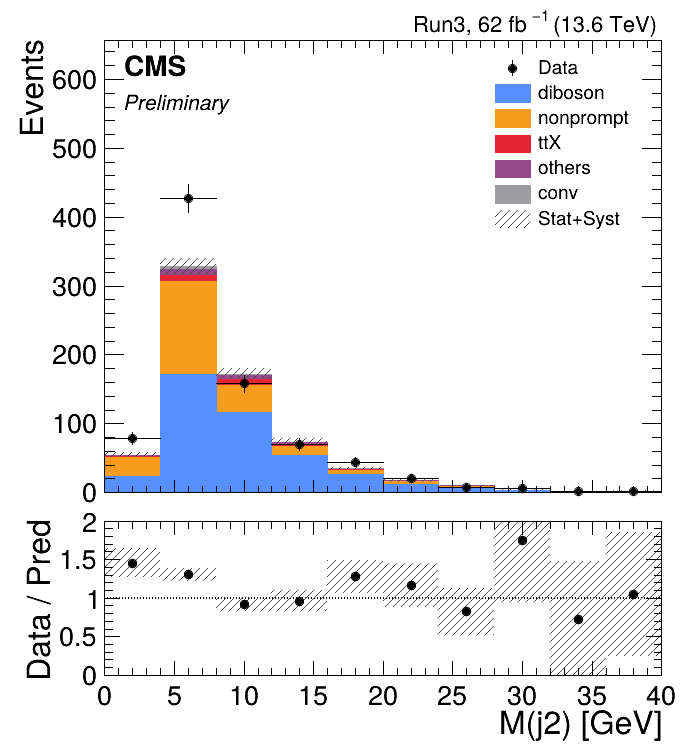 Run3, 62 fb⁻¹ (13.6 TeV)
CMS
Preliminary
Data
diboson
nonprompt
ttX
others
conv
Stat+Syst
Events
600
500
400
300
200
100
0
Data / Pred
2
1.5
1
0.5
0
0 5 10 15 20 25 30 35 40
M(j2) [GeV]